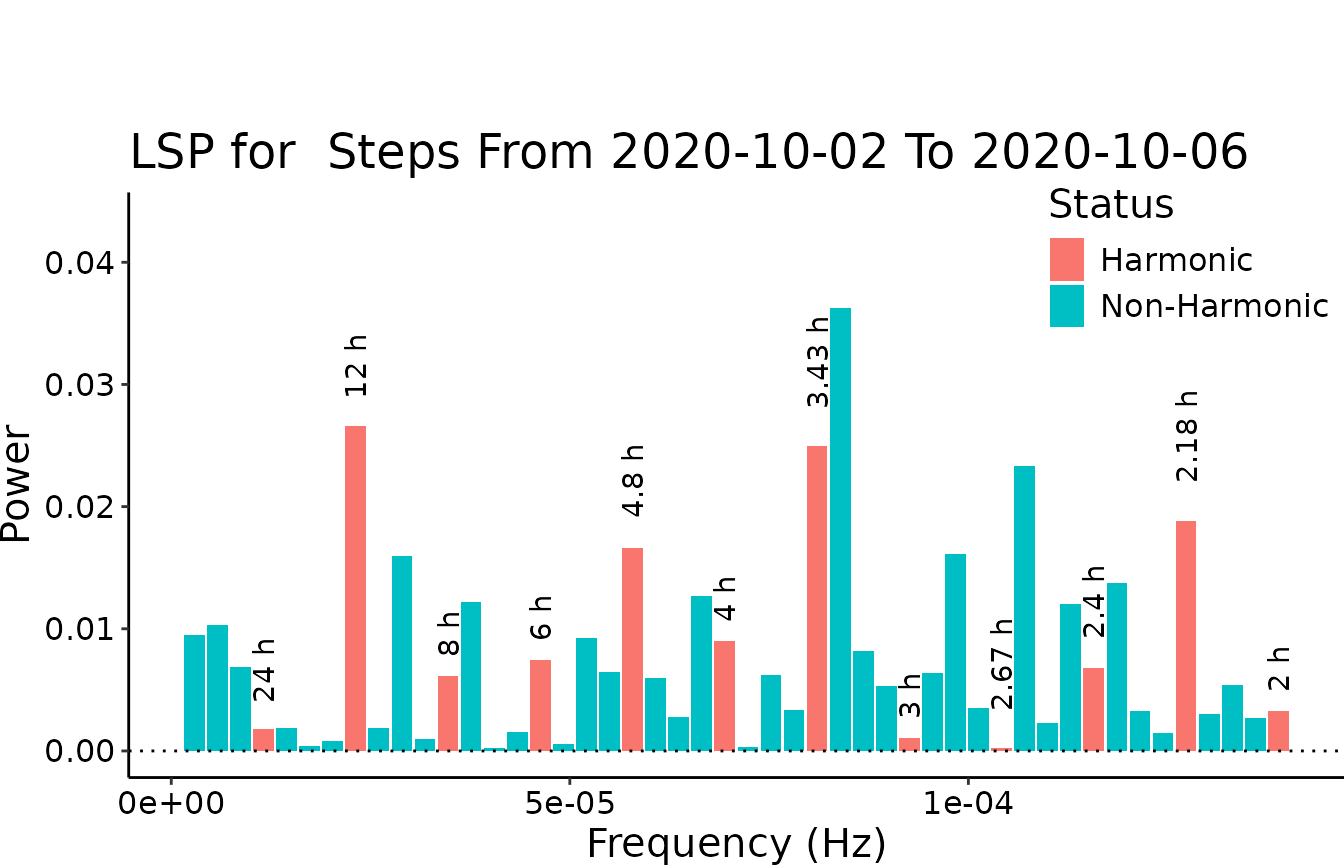 LSP for  Steps From 2020-10-02 To 2020-10-06
Status
Harmonic
Non-Harmonic
Power
0.04
0.03
0.02
0.01
0.00
24 h
12 h
8 h
6 h
4.8 h
4 h
3.43 h
3 h
2.67 h
2.4 h
2.18 h
2 h
0e+00
5e-05
1e-04
Frequency (Hz)